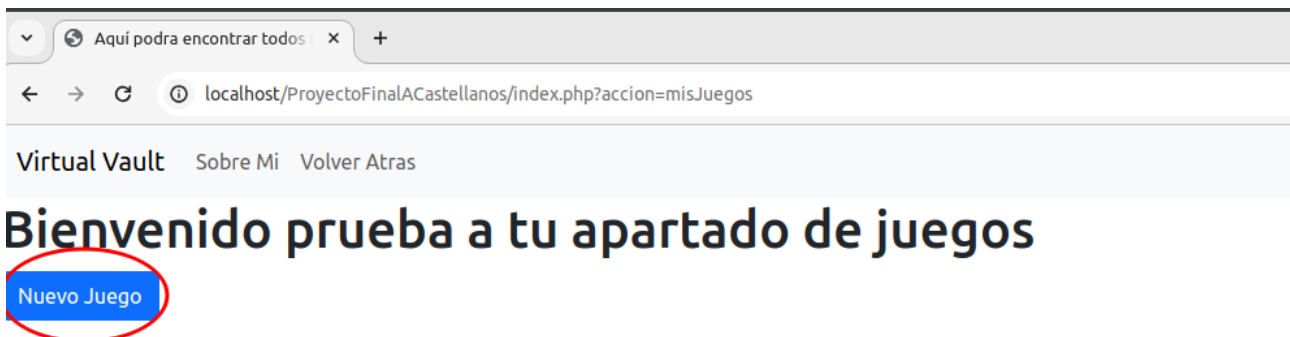 Aquí podra encontrar todos
localhost/ProyectoFinalACastellanos/index.php?accion=misJuegos
Virtual Vault Sobre Mi Volver Atras
Bienvenido prueba a tu apartado de juegos
Nuevo Juego